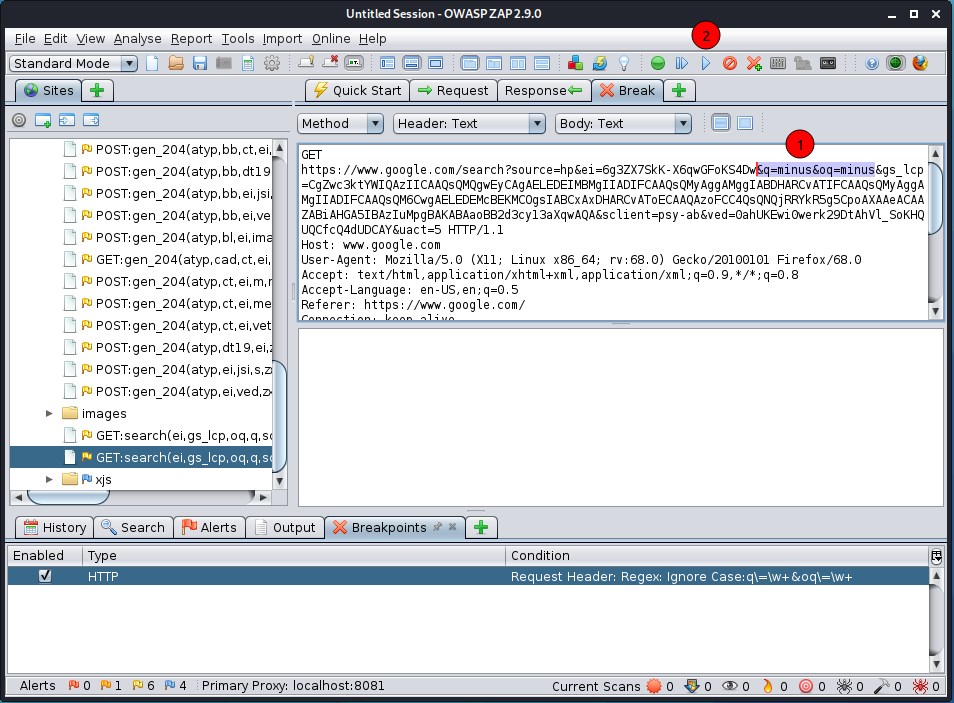 Untitled Session - OWASP ZAP 2.9.0
File Edit View Analyse Report Tools Import Online Help
2
Standard Mode
Sites
Quick Start
Request
Response
Break
Method
Header: Text
Body: Text
1
POST:gen_204(atyp,bb,ct,ei,
POST:gen_204(atyp,bb,dt19
POST:gen_204(atyp,bb,ei,jsi,
POST:gen_204(atyp,bb,ei,ve
POST:gen_204(atyp,bl,ei,ima
GET:gen_204(atyp,cad,ct,ei,
POST:gen_204(atyp,ct,ei,m,r
POST:gen_204(atyp,ct,ei,me
POST:gen_204(atyp,ct,ei,vet
POST:gen_204(atyp,dt19,ei,z
POST:gen_204(atyp,ei,jsi,s,z
POST:gen_204(atyp,ei,ved,zx
images
GET:search(ei,gs_lcp,oq,q,sc
GET:search(ei,gs_lcp,oq,q,sc
xjs
GET
https://www.google.com/search?source=hp&ei=6g3ZX7SkK-X6qwGFoKS4Dw&q=minus&oq=minus&gs_lcp
=CgZwc3ktYWIQAzIICAAQsQMQgwEyCAgAELEDEIMBMgIIADIFCAAQsQMyAggAMggIABDHARCvATIFCAAQsQMyAggA
MgIIADIFCAAQsQM6CwgAELEDEMcBEKMCOgsIABCxAxDHARCvAToECAAQAzoFCC4QsQNQjRRYkR5g5CpoAXAAeACAA
ZABiAHGA5IBAzIuMpgBAKABAaoBB2d3cy13aXqwAQA&sclient=psy-ab&ved=0ahUKEwiOwerk29DtAhVl_SoKHQ
UQCfcQ4dUDCAY&uact=5 HTTP/1.1
Host: www.google.com
User-Agent: Mozilla/5.0 (X11; Linux x86_64; rv:68.0) Gecko/20100101 Firefox/68.0
Accept: text/html,application/xhtml+xml,application/xml;q=0.9,*/*;q=0.8
Accept-Language: en-US,en;q=0.5
Referer: https://www.google.com/
Connection: keep-alive
History
Search
Alerts
Output
Breakpoints
Enabled Type Condition
HTTP Request Header: Regex: Ignore Case:q\=\w+&oq\=\w+
Alerts 0 1 6 4 Primary Proxy: localhost:8081 Current Scans 0 0 0 0 0 0 0 0